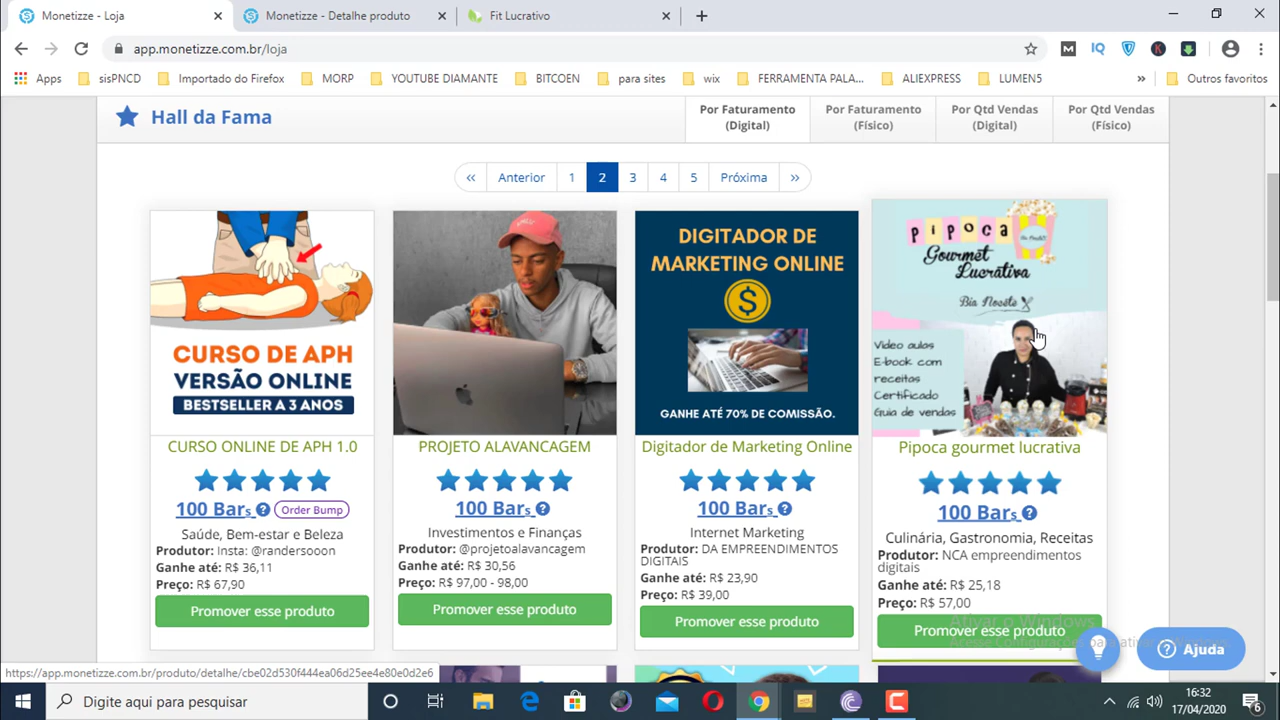 Monetizze - Loja
Monetizze - Detalhe produto
Fit Lucrativo
app.monetizze.com.br/loja
Apps
sisPNCD
Importado do Firefox
MORP
YOUTUBE DIAMANTE
BITCOEN
para sites
wix
FERRAMENTA PALA...
ALIEXPRESS
LUMEN5
»
Outros favoritos
Hall da Fama
Por Faturamento
(Digital)
Por Faturamento
(Físico)
Por Qtd Vendas
(Digital)
Por Qtd Vendas
(Físico)
«
Anterior
1
2
3
4
5
Próxima
»
CURSO DE APH
VERSÃO ONLINE
BESTSELLER A 3 ANOS
CURSO ONLINE DE APH 1.0
100 Bars
Order Bump
Saúde, Bem-estar e Beleza
Produtor: Insta: @randersooon
Ganhe até: R$ 36,11
Preço: R$ 67,90
Promover esse produto
PROJETO ALAVANCAGEM
100 Bars
Investimentos e Finanças
Produtor: @projetoalavancagem
Ganhe até: R$ 30,56
Preço: R$ 97,00 - 98,00
Promover esse produto
DIGITADOR DE
MARKETING ONLINE
$
GANHE ATÉ 70% DE COMISSÃO.
Digitador de Marketing Online
100 Bars
Internet Marketing
Produtor: DA EMPREENDIMENTOS
DIGITAIS
Ganhe até: R$ 23,90
Preço: R$ 39,00
Promover esse produto
PIPOCA
Gourmet
Lucrativa
Video aulas
E-book com
receitas
Certificado
Guia de vendas
Pipoca gourmet lucrativa
100 Bars
Culinária, Gastronomia, Receitas
Produtor: NCA empreendimentos
digitais
Ganhe até: R$ 25,18
Preço: R$ 57,00
Promover esse produto
Ativar o Windows
Acesse Configurações para ativar o Windows.
Ajuda
https://app.monetizze.com.br/produto/detalhe/cbe02d530f444ea06d25ee4e80e0d2e6
Digite aqui para pesquisar
16:32
17/04/2020
6